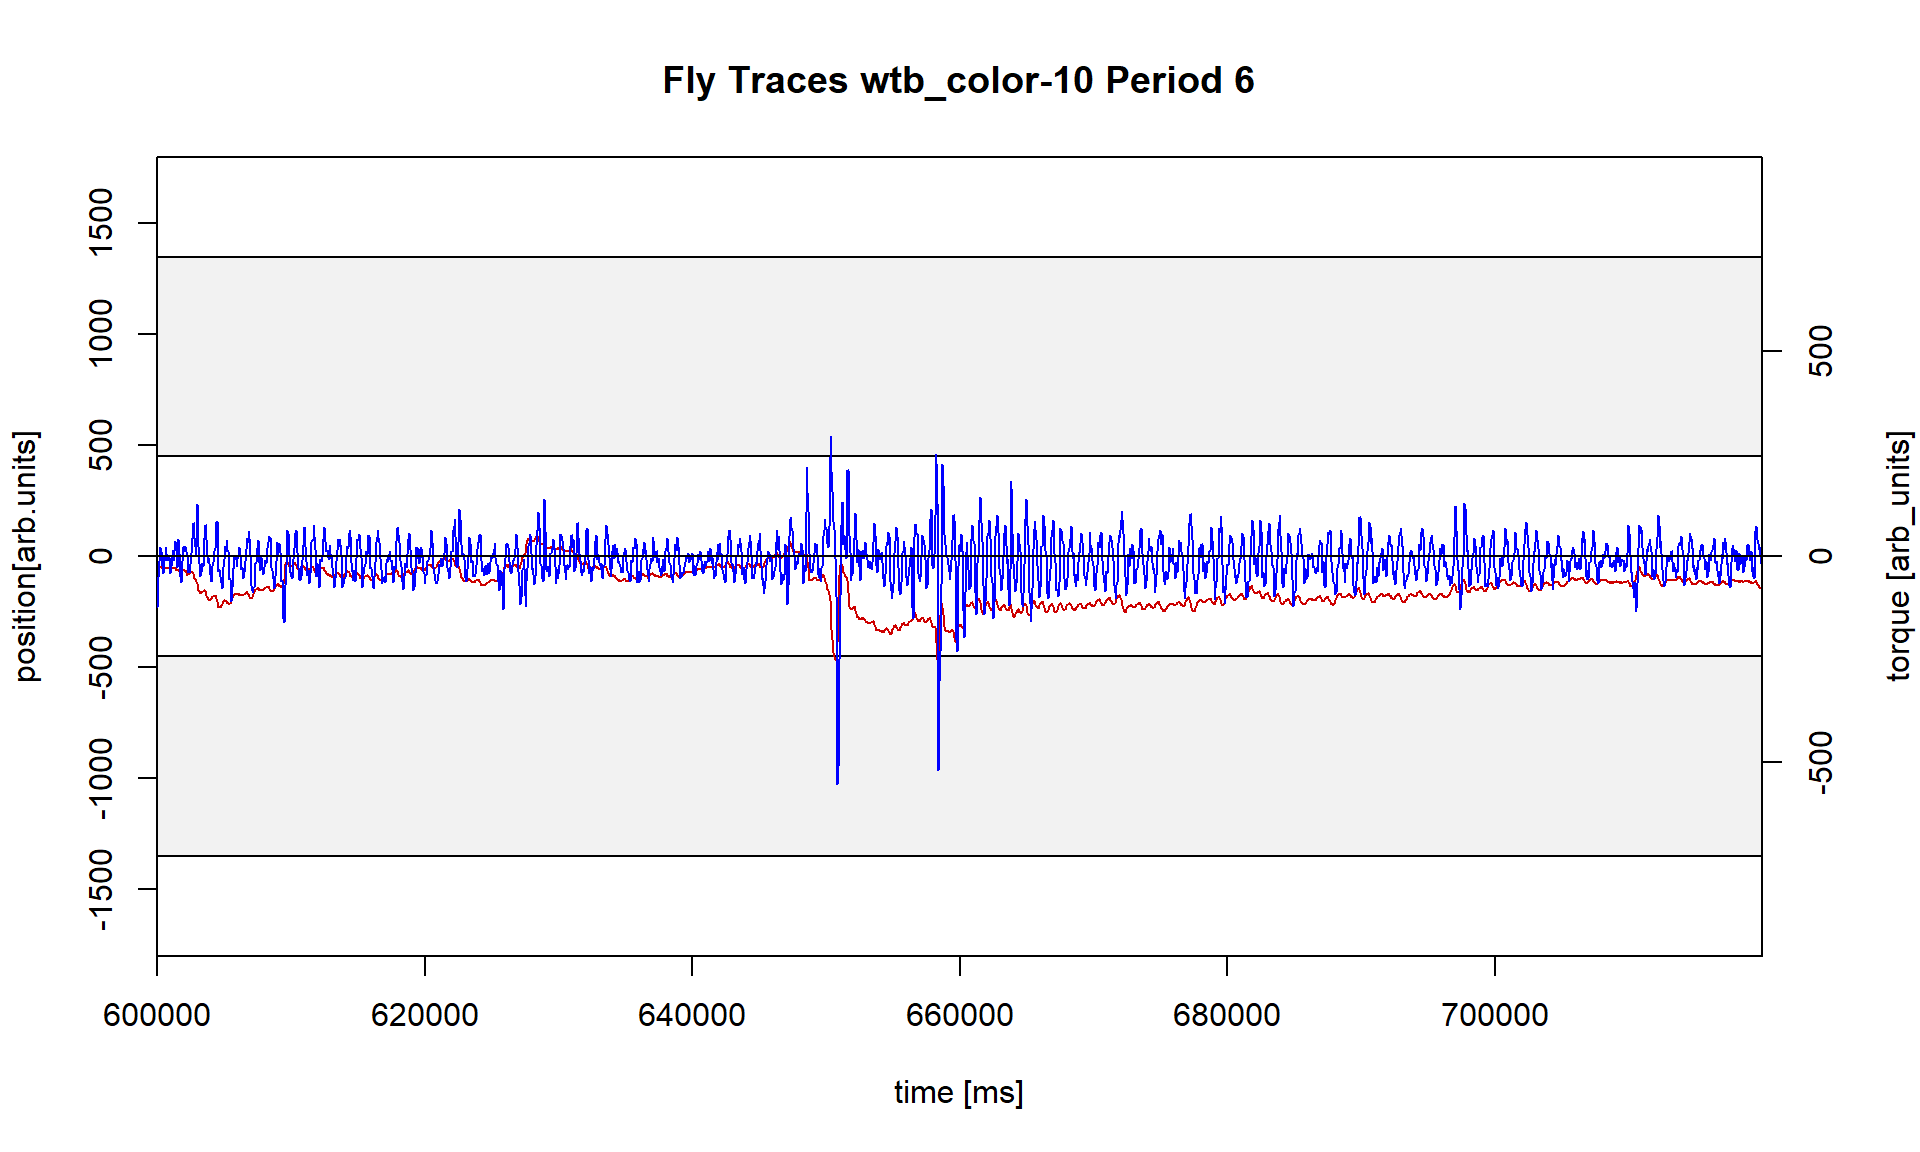 Fly Traces wtb_color-10 Period 6
position[arb.units]
1500
1000
500
0
-500
-1000
-1500
500
0
-500
torque [arb_units]
600000 620000 640000 660000 680000 700000
time [ms]